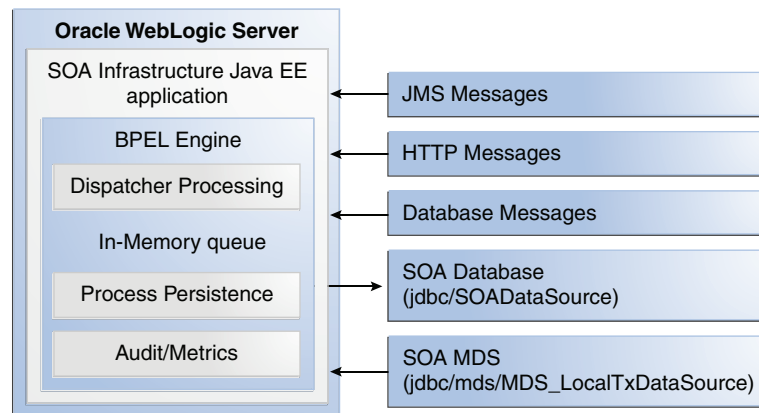 Oracle WebLogic Server
SOA Infrastructure Java EE
application
BPEL Engine
Dispatcher Processing
In-Memory queue
Process Persistence
Audit/Metrics
JMS Messages
HTTP Messages
Database Messages
SOA Database
(jdbc/SOADataSource)
SOA MDS
(jdbc/mds/MDS_LocalTxDataSource)